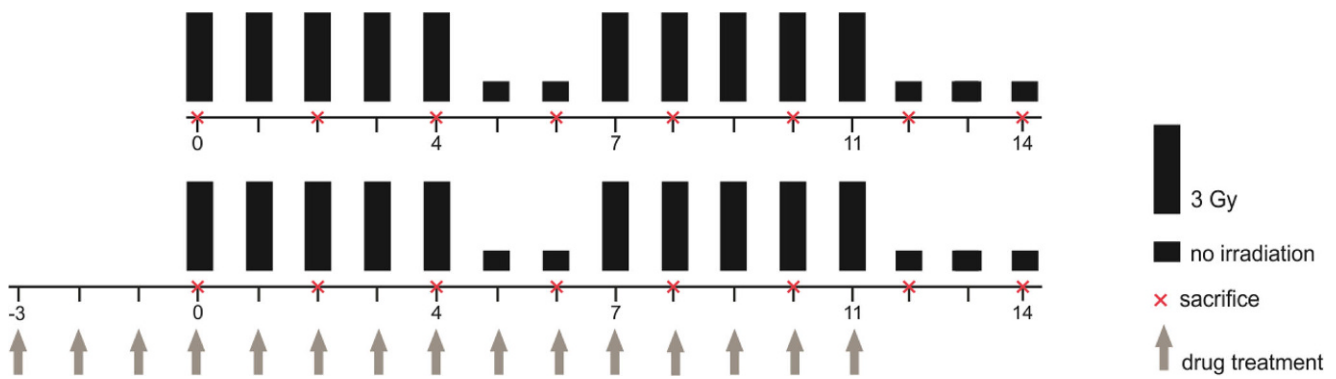 0 4 7 11 14
-3 0 4 7 11 14
3 Gy
no irradiation
sacrifice
drug treatment